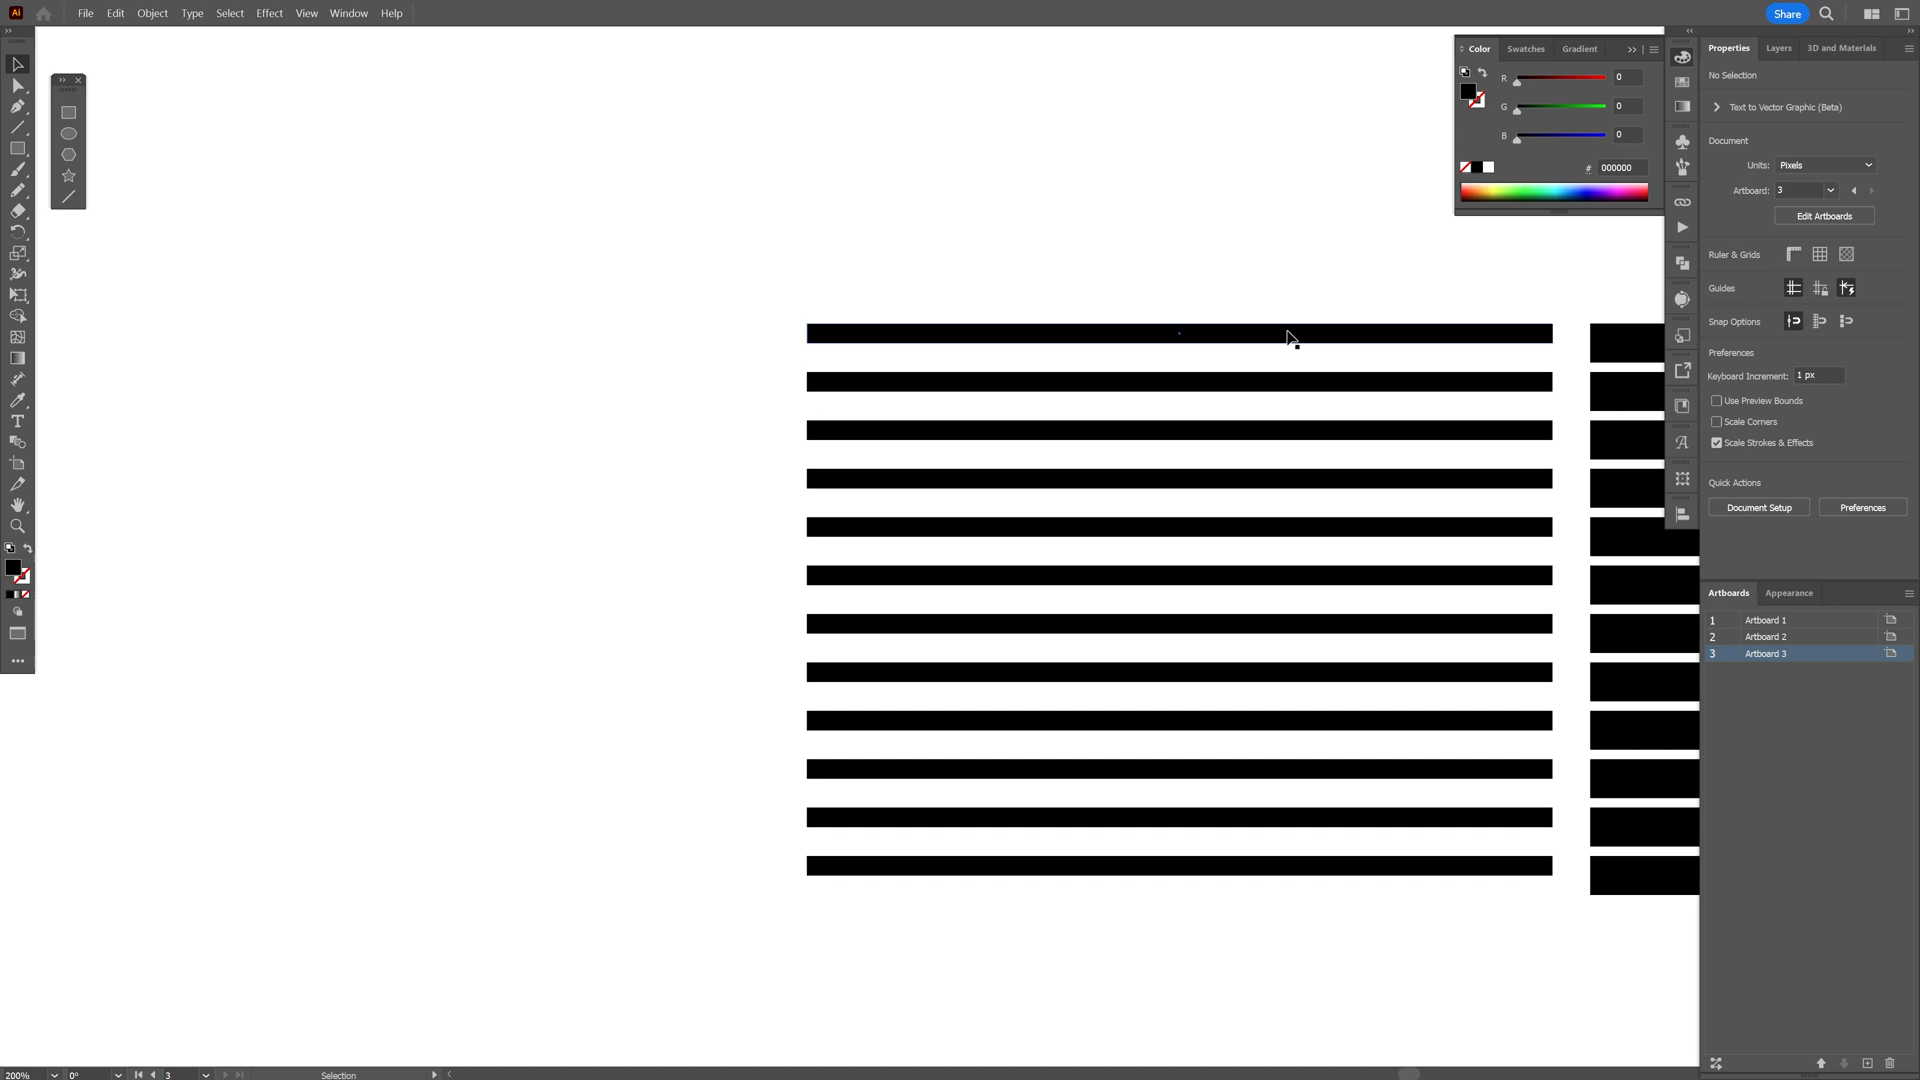 Ai File Edit Object Type Select Effect View Window Help Share
Color Swatches Gradient
R 0
G 0
B 0
# 000000
Properties Layers 3D and Materials
No Selection
Text to Vector Graphic (Beta)
Document
Units: Pixels
Artboard: 3
Edit Artboards
Ruler & Grids
Guides
Snap Options
Preferences
Keyboard Increment: 1 px
Use Preview Bounds
Scale Corners
Scale Strokes & Effects
Quick Actions
Document Setup Preferences
Artboards Appearance
1 Artboard 1
2 Artboard 2
3 Artboard 3
200% 0° 3 Selection